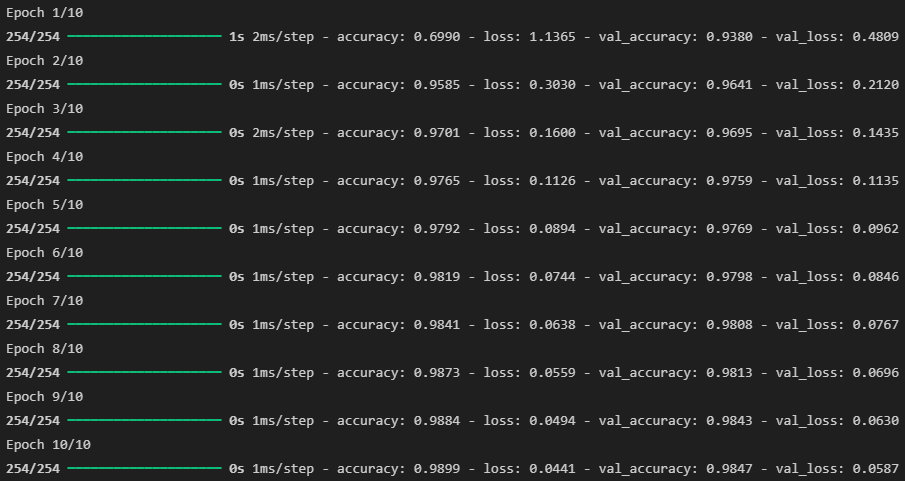 Epoch 1/10
254/254 ━━━━━━━━━━━━━━━━━━━━ 1s 2ms/step - accuracy: 0.6990 - loss: 1.1365 - val_accuracy: 0.9380 - val_loss: 0.4809
Epoch 2/10
254/254 ━━━━━━━━━━━━━━━━━━━━ 0s 1ms/step - accuracy: 0.9585 - loss: 0.3030 - val_accuracy: 0.9641 - val_loss: 0.2120
Epoch 3/10
254/254 ━━━━━━━━━━━━━━━━━━━━ 0s 2ms/step - accuracy: 0.9701 - loss: 0.1600 - val_accuracy: 0.9695 - val_loss: 0.1435
Epoch 4/10
254/254 ━━━━━━━━━━━━━━━━━━━━ 0s 1ms/step - accuracy: 0.9765 - loss: 0.1126 - val_accuracy: 0.9759 - val_loss: 0.1135
Epoch 5/10
254/254 ━━━━━━━━━━━━━━━━━━━━ 0s 1ms/step - accuracy: 0.9792 - loss: 0.0894 - val_accuracy: 0.9769 - val_loss: 0.0962
Epoch 6/10
254/254 ━━━━━━━━━━━━━━━━━━━━ 0s 1ms/step - accuracy: 0.9819 - loss: 0.0744 - val_accuracy: 0.9798 - val_loss: 0.0846
Epoch 7/10
254/254 ━━━━━━━━━━━━━━━━━━━━ 0s 1ms/step - accuracy: 0.9841 - loss: 0.0638 - val_accuracy: 0.9808 - val_loss: 0.0767
Epoch 8/10
254/254 ━━━━━━━━━━━━━━━━━━━━ 0s 1ms/step - accuracy: 0.9873 - loss: 0.0559 - val_accuracy: 0.9813 - val_loss: 0.0696
Epoch 9/10
254/254 ━━━━━━━━━━━━━━━━━━━━ 0s 1ms/step - accuracy: 0.9884 - loss: 0.0494 - val_accuracy: 0.9843 - val_loss: 0.0630
Epoch 10/10
254/254 ━━━━━━━━━━━━━━━━━━━━ 0s 1ms/step - accuracy: 0.9899 - loss: 0.0441 - val_accuracy: 0.9847 - val_loss: 0.0587